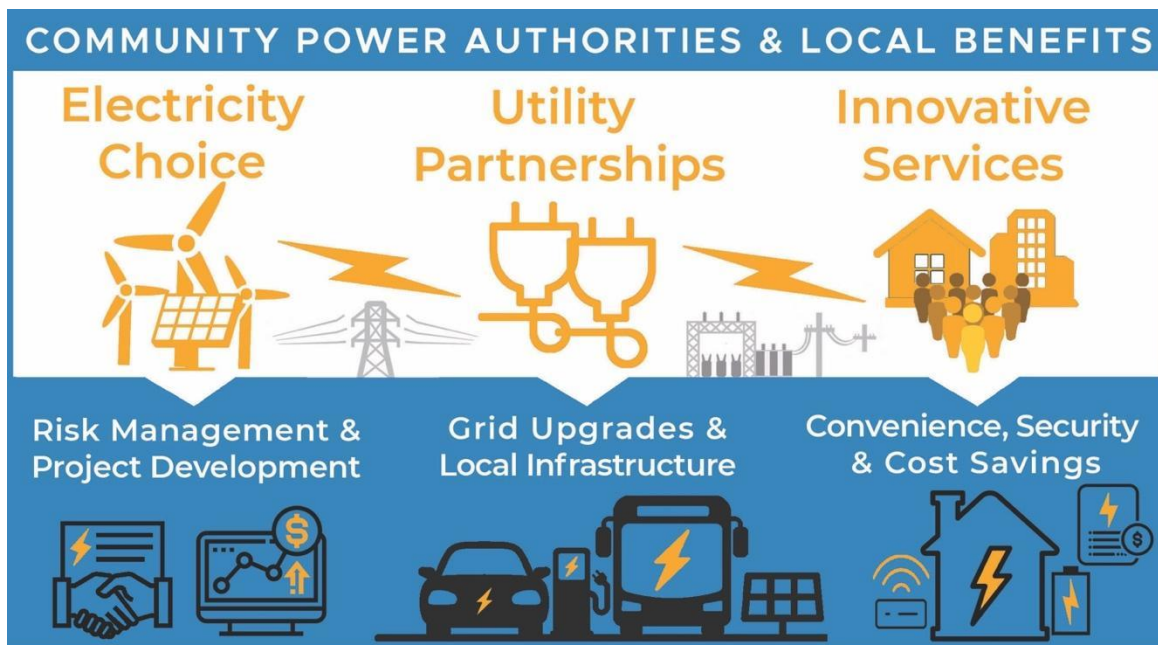 COMMUNITY POWER AUTHORITIES & LOCAL BENEFITS
Electricity
Choice
Utility
Partnerships
Innovative
Services
Risk Management &
Project Development
Grid Upgrades &
Local Infrastructure
Convenience, Security
& Cost Savings
$
$